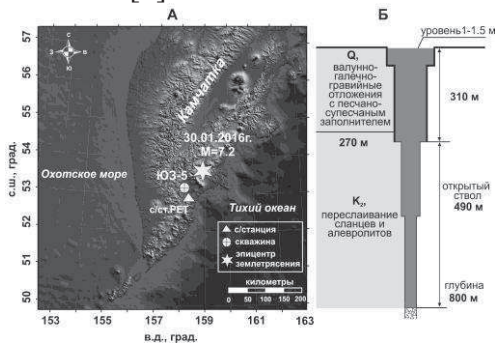 А
Б
57
56
55
54
53
52
51
50
с.ш., град.
С
З
В
Ю
Камчатка
30.01.2016г.
М=7.2
ЮЗ-5
с/ст.РЕТ
Охотское море
Тихий океан
с/станция
скважина
эпицентр
землетрясения
километры
0 50 100 150 200
153 155 157 159 161 163
в.д., град.
уровень1-1.5 м
Q,
валунно-
галечно-
гравийные
отложения
с песчано-
супесчаным
заполнителем
310 м
270 м
K₂,
переслаивание
сланцев и
алевролитов
открытый
ствол
490 м
глубина
800 м